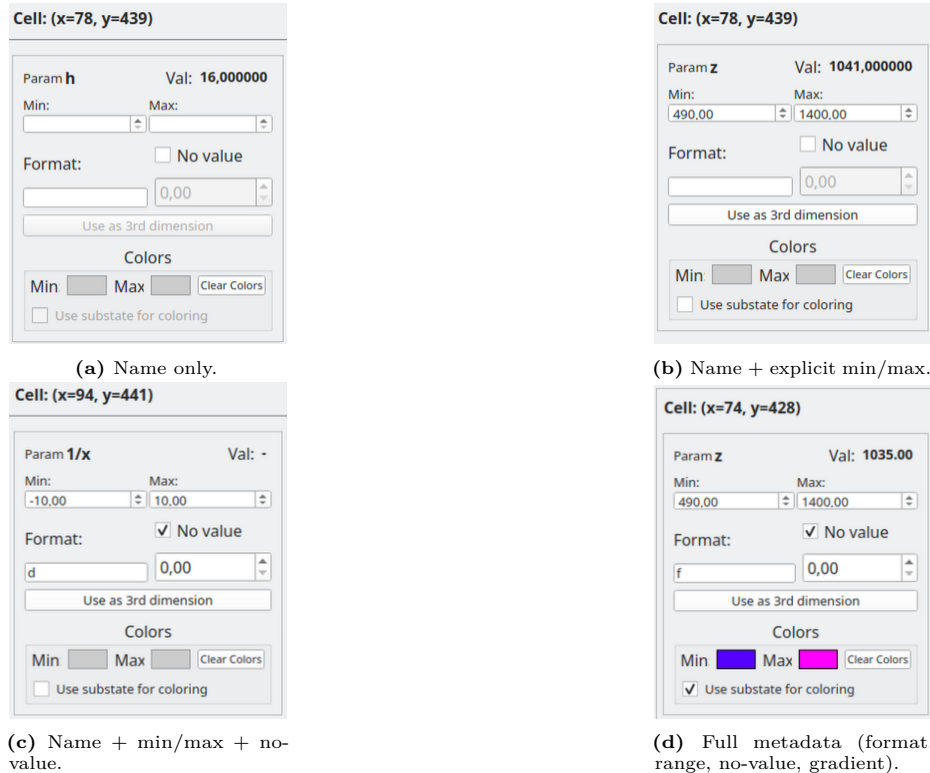 Cell: (x=78, y=439)
Param h Val: 16,000000
Min: Max:
Format: No value
0,00
Use as 3rd dimension
Colors
Min Max Clear Colors
Use substate for coloring
(a) Name only.
Cell: (x=78, y=439)
Param z Val: 1041,000000
Min: Max:
490,00 1400,00
Format: No value
0,00
Use as 3rd dimension
Colors
Min Max Clear Colors
Use substate for coloring
(b) Name + explicit min/max.
Cell: (x=94, y=441)
Param 1/x Val: -
Min: Max:
-10,00 10,00
Format: No value
d 0,00
Use as 3rd dimension
Colors
Min Max Clear Colors
Use substate for coloring
(c) Name + min/max + no-
value.
Cell: (x=74, y=428)
Param z Val: 1035.00
Min: Max:
490,00 1400,00
Format: No value
f 0,00
Use as 3rd dimension
Colors
Min Max Clear Colors
Use substate for coloring
(d) Full metadata (format
range, no-value, gradient).